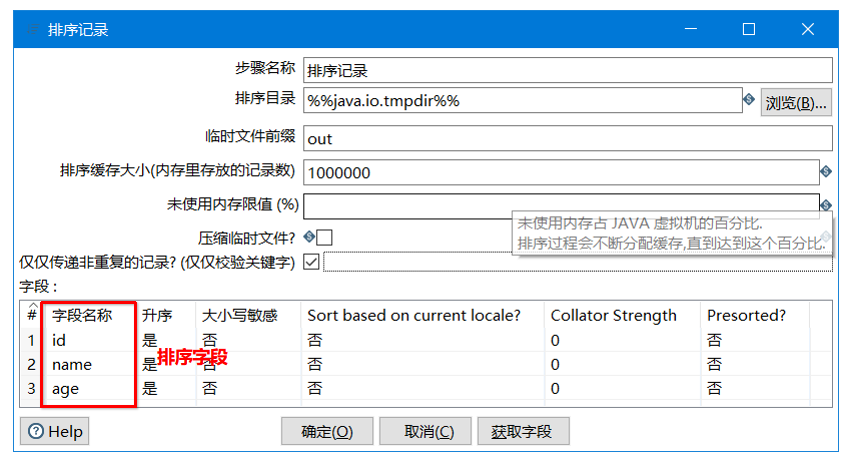 排序记录
步骤名称 排序记录
排序目录 %%java.io.tmpdir%% 浏览(B)...
临时文件前缀 out
排序缓存大小(内存里存放的记录数) 1000000
未使用内存限值 (%)
未使用内存占 JAVA 虚拟机的百分比.
压缩临时文件?
排序过程会不断分配缓存,直到达到这个百分比.
仅仅传递非重复的记录? (仅仅校验关键字)
字段 :
# 字段名称 升序 大小写敏感 Sort based on current locale? Collator Strength Presorted?
1 id 是 否 否 0 否
2 name 是 否 否 0 否
排序字段
3 age 是 否 否 0 否
Help 确定(O) 取消(C) 获取字段